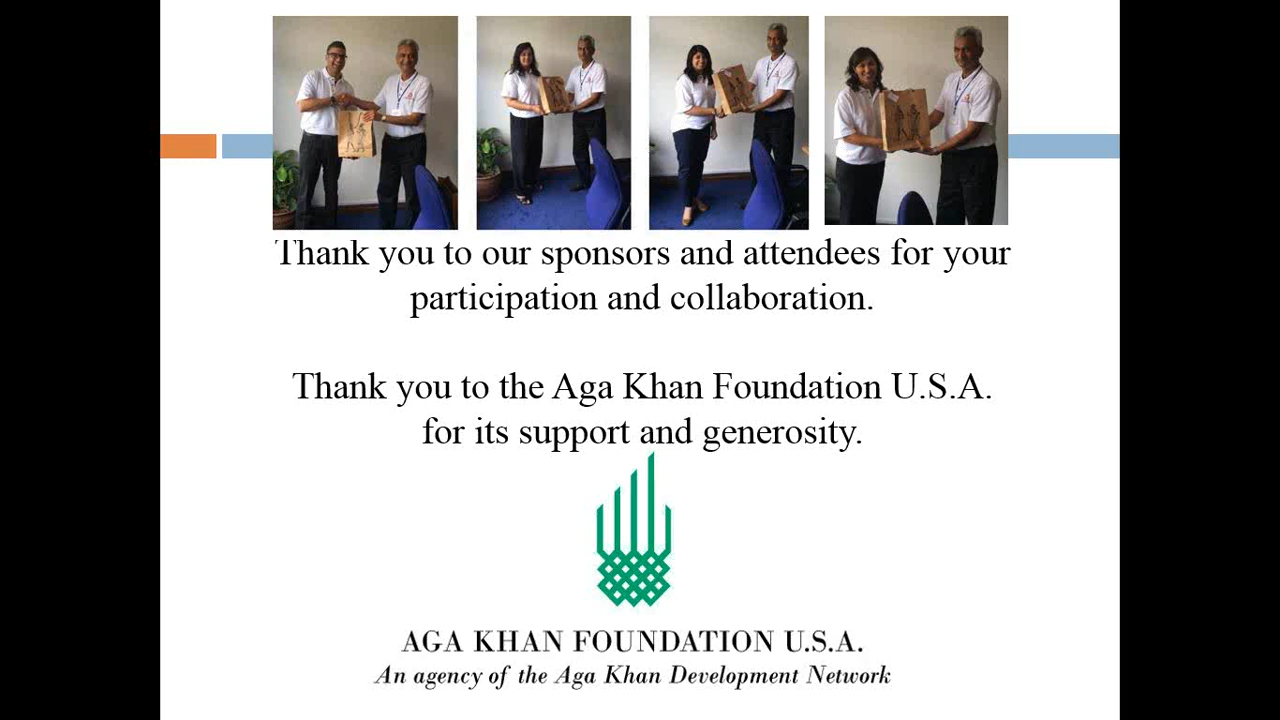 Thank you to our sponsors and attendees for your
participation and collaboration.
Thank you to the Aga Khan Foundation U.S.A.
for its support and generosity.
AGA KHAN FOUNDATION U.S.A.
An agency of the Aga Khan Development Network